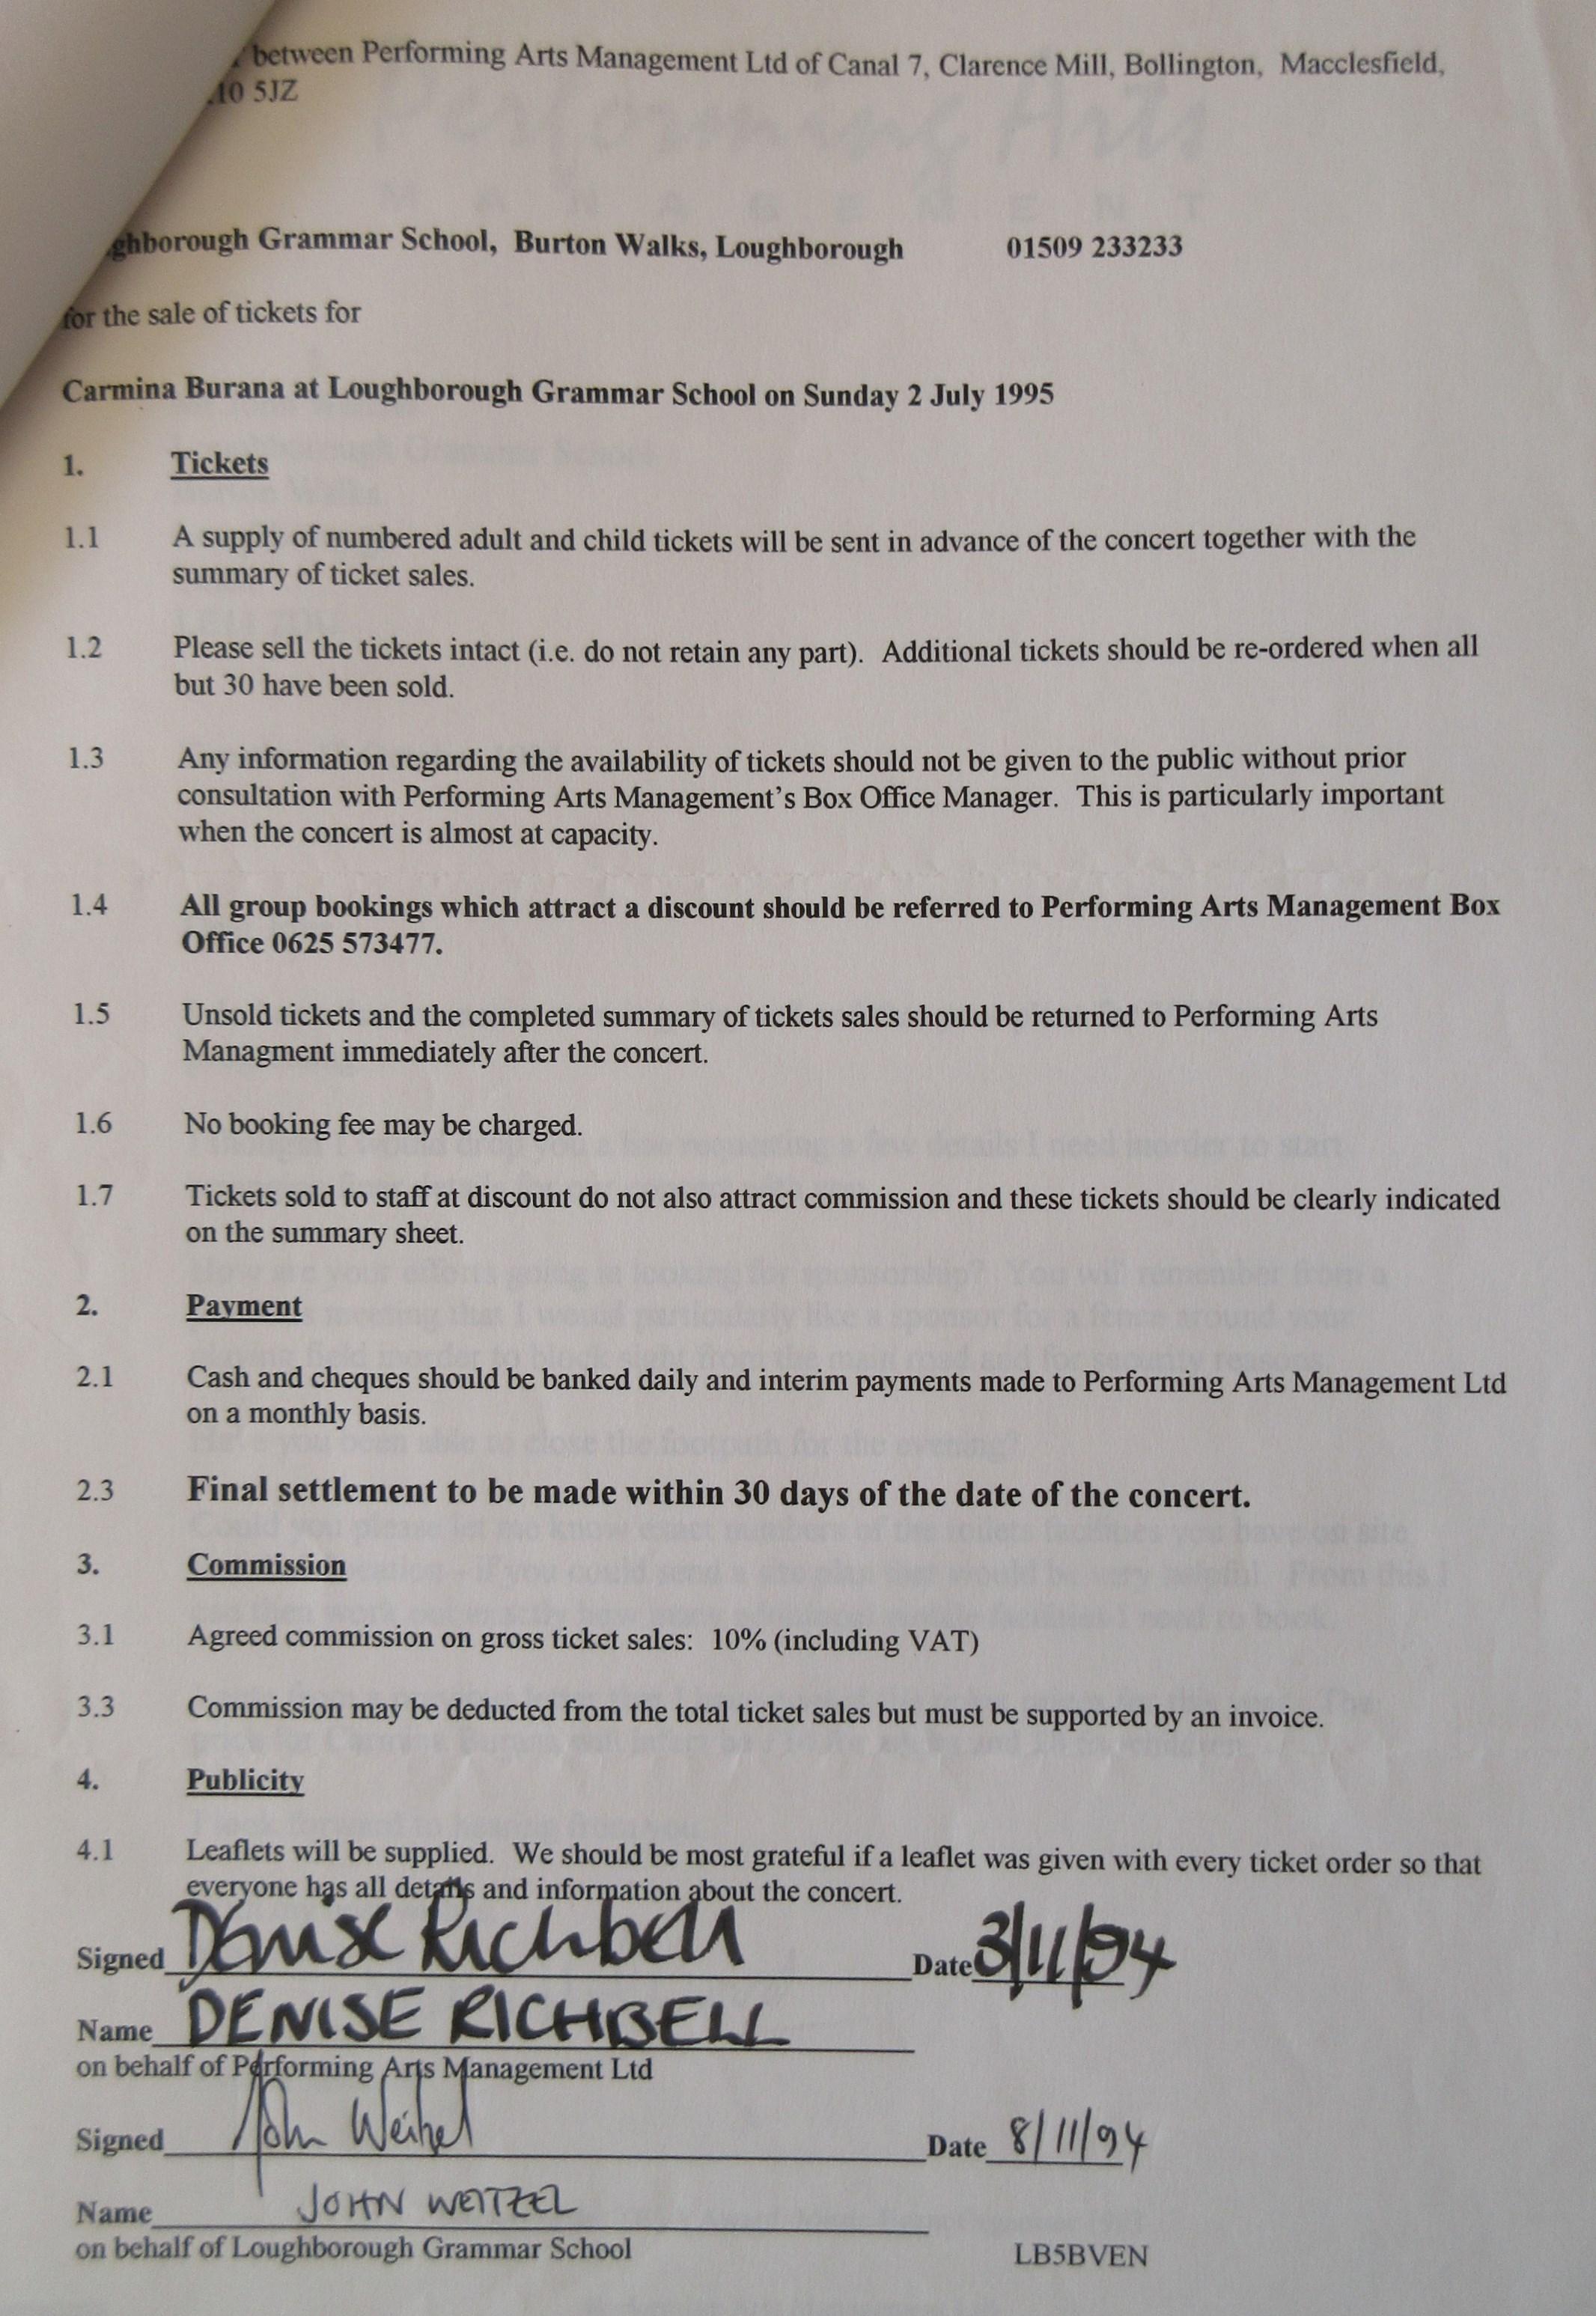 between Performing Arts Management Ltd of Canal 7, Clarence Mill, Bollington, Macclesfield,
10 5JZ
ghborough Grammar School, Burton Walks, Loughborough 01509 233233
for the sale of tickets for
Carmina Burana at Loughborough Grammar School on Sunday 2 July 1995
1. Tickets
1.1 A supply of numbered adult and child tickets will be sent in advance of the concert together with the
summary of ticket sales.
1.2 Please sell the tickets intact (i.e. do not retain any part). Additional tickets should be re-ordered when all
but 30 have been sold.
1.3 Any information regarding the availability of tickets should not be given to the public without prior
consultation with Performing Arts Management's Box Office Manager. This is particularly important
when the concert is almost at capacity.
1.4 All group bookings which attract a discount should be referred to Performing Arts Management Box
Office 0625 573477.
1.5 Unsold tickets and the completed summary of tickets sales should be returned to Performing Arts
Managment immediately after the concert.
1.6 No booking fee may be charged.
1.7 Tickets sold to staff at discount do not also attract commission and these tickets should be clearly indicated
on the summary sheet.
2. Payment
2.1 Cash and cheques should be banked daily and interim payments made to Performing Arts Management Ltd
on a monthly basis.
2.3 Final settlement to be made within 30 days of the date of the concert.
3. Commission
3.1 Agreed commission on gross ticket sales: 10% (including VAT)
3.3 Commission may be deducted from the total ticket sales but must be supported by an invoice.
4. Publicity
4.1 Leaflets will be supplied. We should be most grateful if a leaflet was given with every ticket order so that
everyone has all details and information about the concert.
Signed Denise Richbell Date 3/11/94
Name DENISE RICHBELL
on behalf of Performing Arts Management Ltd
Signed John Weitzel Date 8/11/94
Name JOHN WEITZEL
on behalf of Loughborough Grammar School LB5BVEN